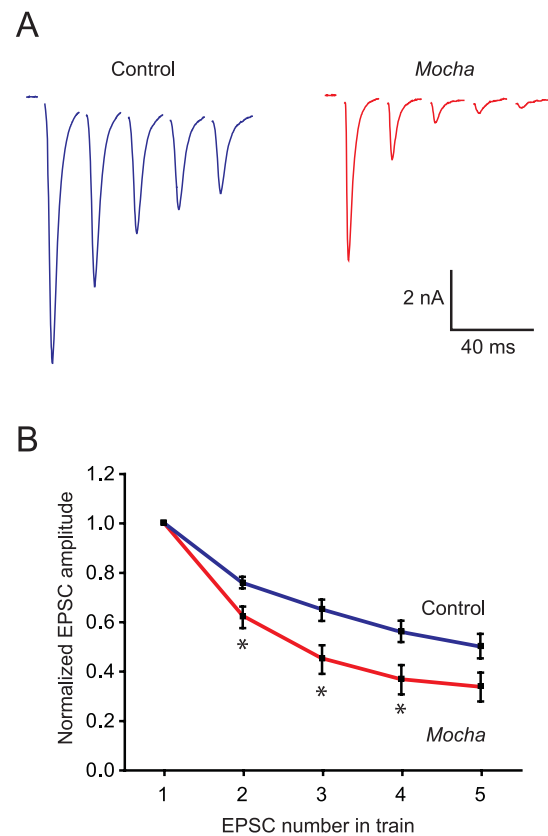 A
Control
Mocha
2 nA
40 ms
B
Normalized EPSC amplitude
1.2
1.0
0.8
0.6
0.4
0.2
0.0
Control
*
*
*
Mocha
1 2 3 4 5
EPSC number in train